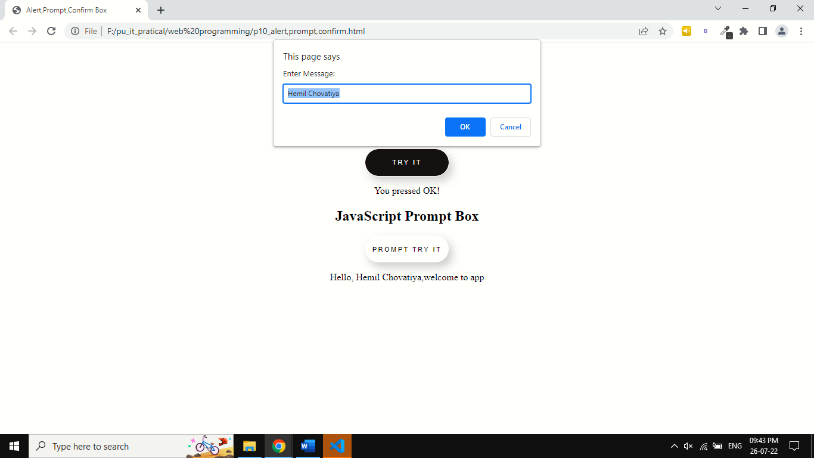 Alert,Prompt,Confirm Box
File F:/pu_it_pratical/web%20programming/p10_alert,prompt,confirm.html
This page says
Enter Message:
Hemil Chovatiya
OK Cancel
TRY IT
You pressed OK!
JavaScript Prompt Box
PROMPT TRY IT
Hello, Hemil Chovatiya,welcome to app
Type here to search
ENG
09:43 PM
26-07-22